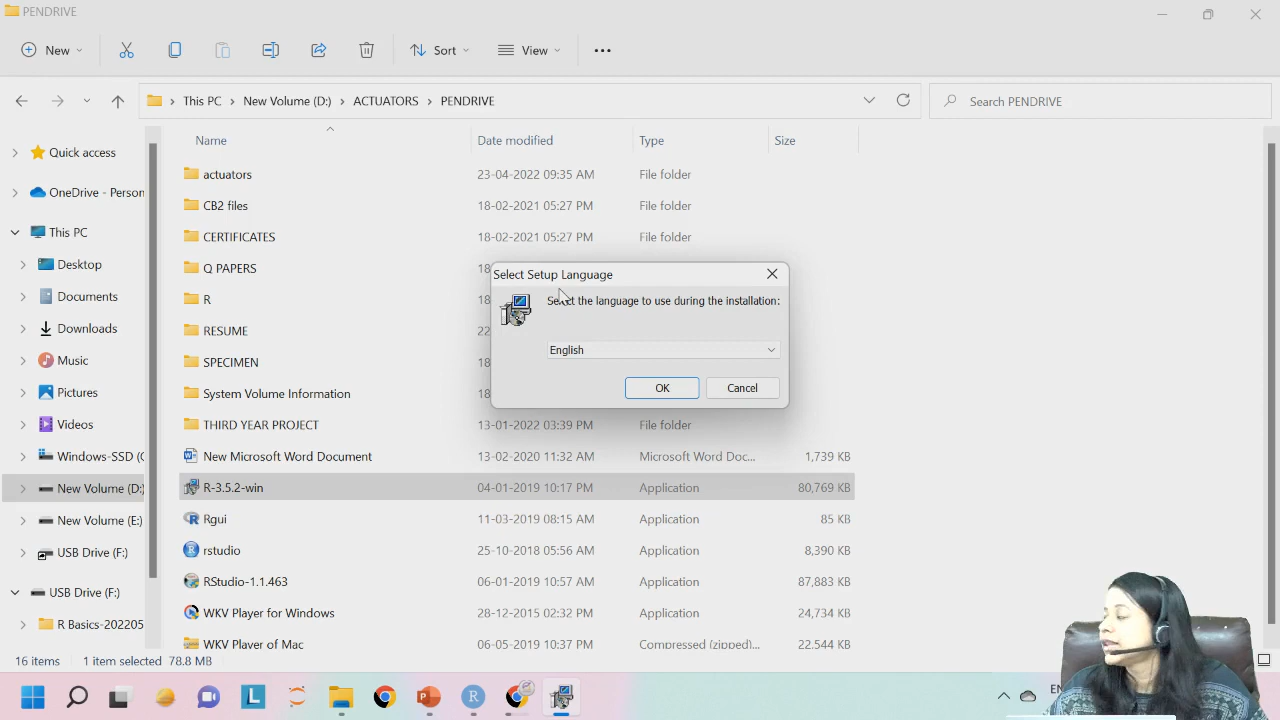 PENDRIVE
New
Sort
View
This PC
New Volume (D:)
ACTUATORS
PENDRIVE
Search PENDRIVE
Name
Date modified
Type
Size
Quick access
OneDrive - Person
This PC
Desktop
Documents
Downloads
Music
Pictures
Videos
Windows-SSD (C
New Volume (D:)
New Volume (E:)
USB Drive (F:)
USB Drive (F:)
R Basics-202205
actuators 23-04-2022 09:35 AM File folder
CB2 files 18-02-2021 05:27 PM File folder
CERTIFICATES 18-02-2021 05:27 PM File folder
Q PAPERS 18
R 18
RESUME 22
SPECIMEN 18
System Volume Information 18
THIRD YEAR PROJECT 13-01-2022 03:39 PM File folder
New Microsoft Word Document 13-02-2020 11:32 AM Microsoft Word Doc... 1,739 KB
R-3.5.2-win 04-01-2019 10:17 PM Application 80,769 KB
Rgui 11-03-2019 08:15 AM Application 85 KB
rstudio 25-10-2018 05:56 AM Application 8,390 KB
RStudio-1.1.463 06-01-2019 10:57 AM Application 87,883 KB
WKV Player for Windows 28-12-2015 02:32 PM Application 24,734 KB
WKV Player of Mac 06-05-2019 10:37 PM Compressed (zipped)... 22,544 KB
Select Setup Language
Select the language to use during the installation:
English
OK
Cancel
16 items 1 item selected 78.8 MB